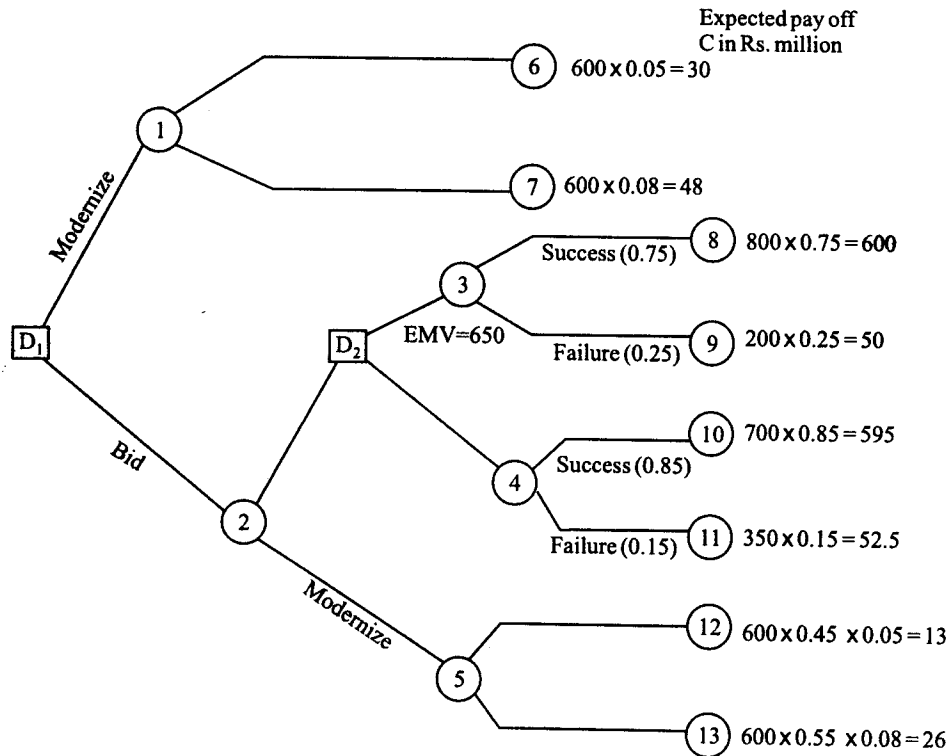 Expected pay off
C in Rs. million
6 600 x 0.05 = 30
1
Modernize
7 600 x 0.08 = 48
Success (0.75) 8 800 x 0.75 = 600
3
D1 D2 EMV=650
Failure (0.25) 9 200 x 0.25 = 50
10 700 x 0.85 = 595
Bid
Success (0.85)
4
2
Failure (0.15) 11 350 x 0.15 = 52.5
Modernize
12 600 x 0.45 x 0.05 = 13
5
13 600 x 0.55 x 0.08 = 26